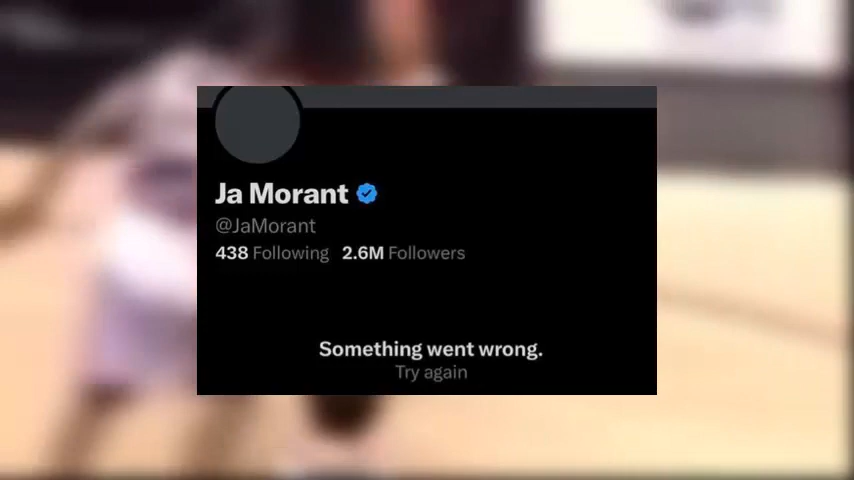 Ja Morant
@JaMorant
438 Following 2.6M Followers
Something went wrong.
Try again